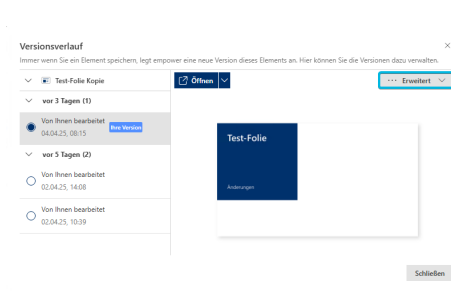 Versionsverlauf
Immer wenn Sie ein Element speichern, legt empower eine neue Version dieses Elements an. Hier können Sie die Versionen dazu verwalten.
Test-Folie Kopie
Öffnen
··· Erweitert
vor 3 Tagen (1)
Von Ihnen bearbeitet
Ihre Version
04.04.25, 08:15
vor 5 Tagen (2)
Von Ihnen bearbeitet
02.04.25, 14:08
Von Ihnen bearbeitet
02.04.25, 10:39
Test-Folie
Änderungen
Schließen